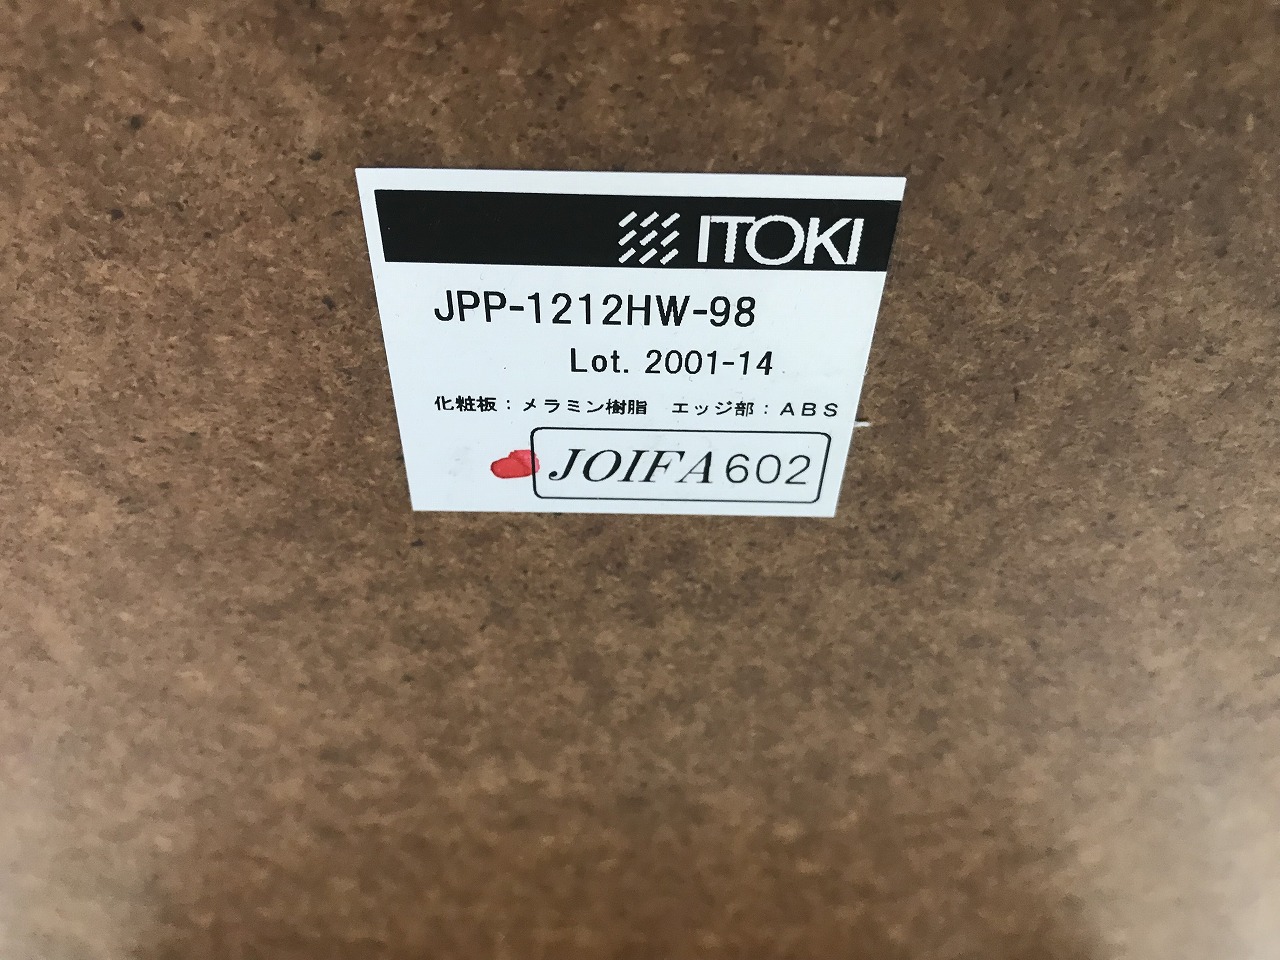 ITOKI
JPP-1212HW-98
Lot. 2001-14
化粧板：メラミン樹脂　エッジ部：ABS
JOIFA602